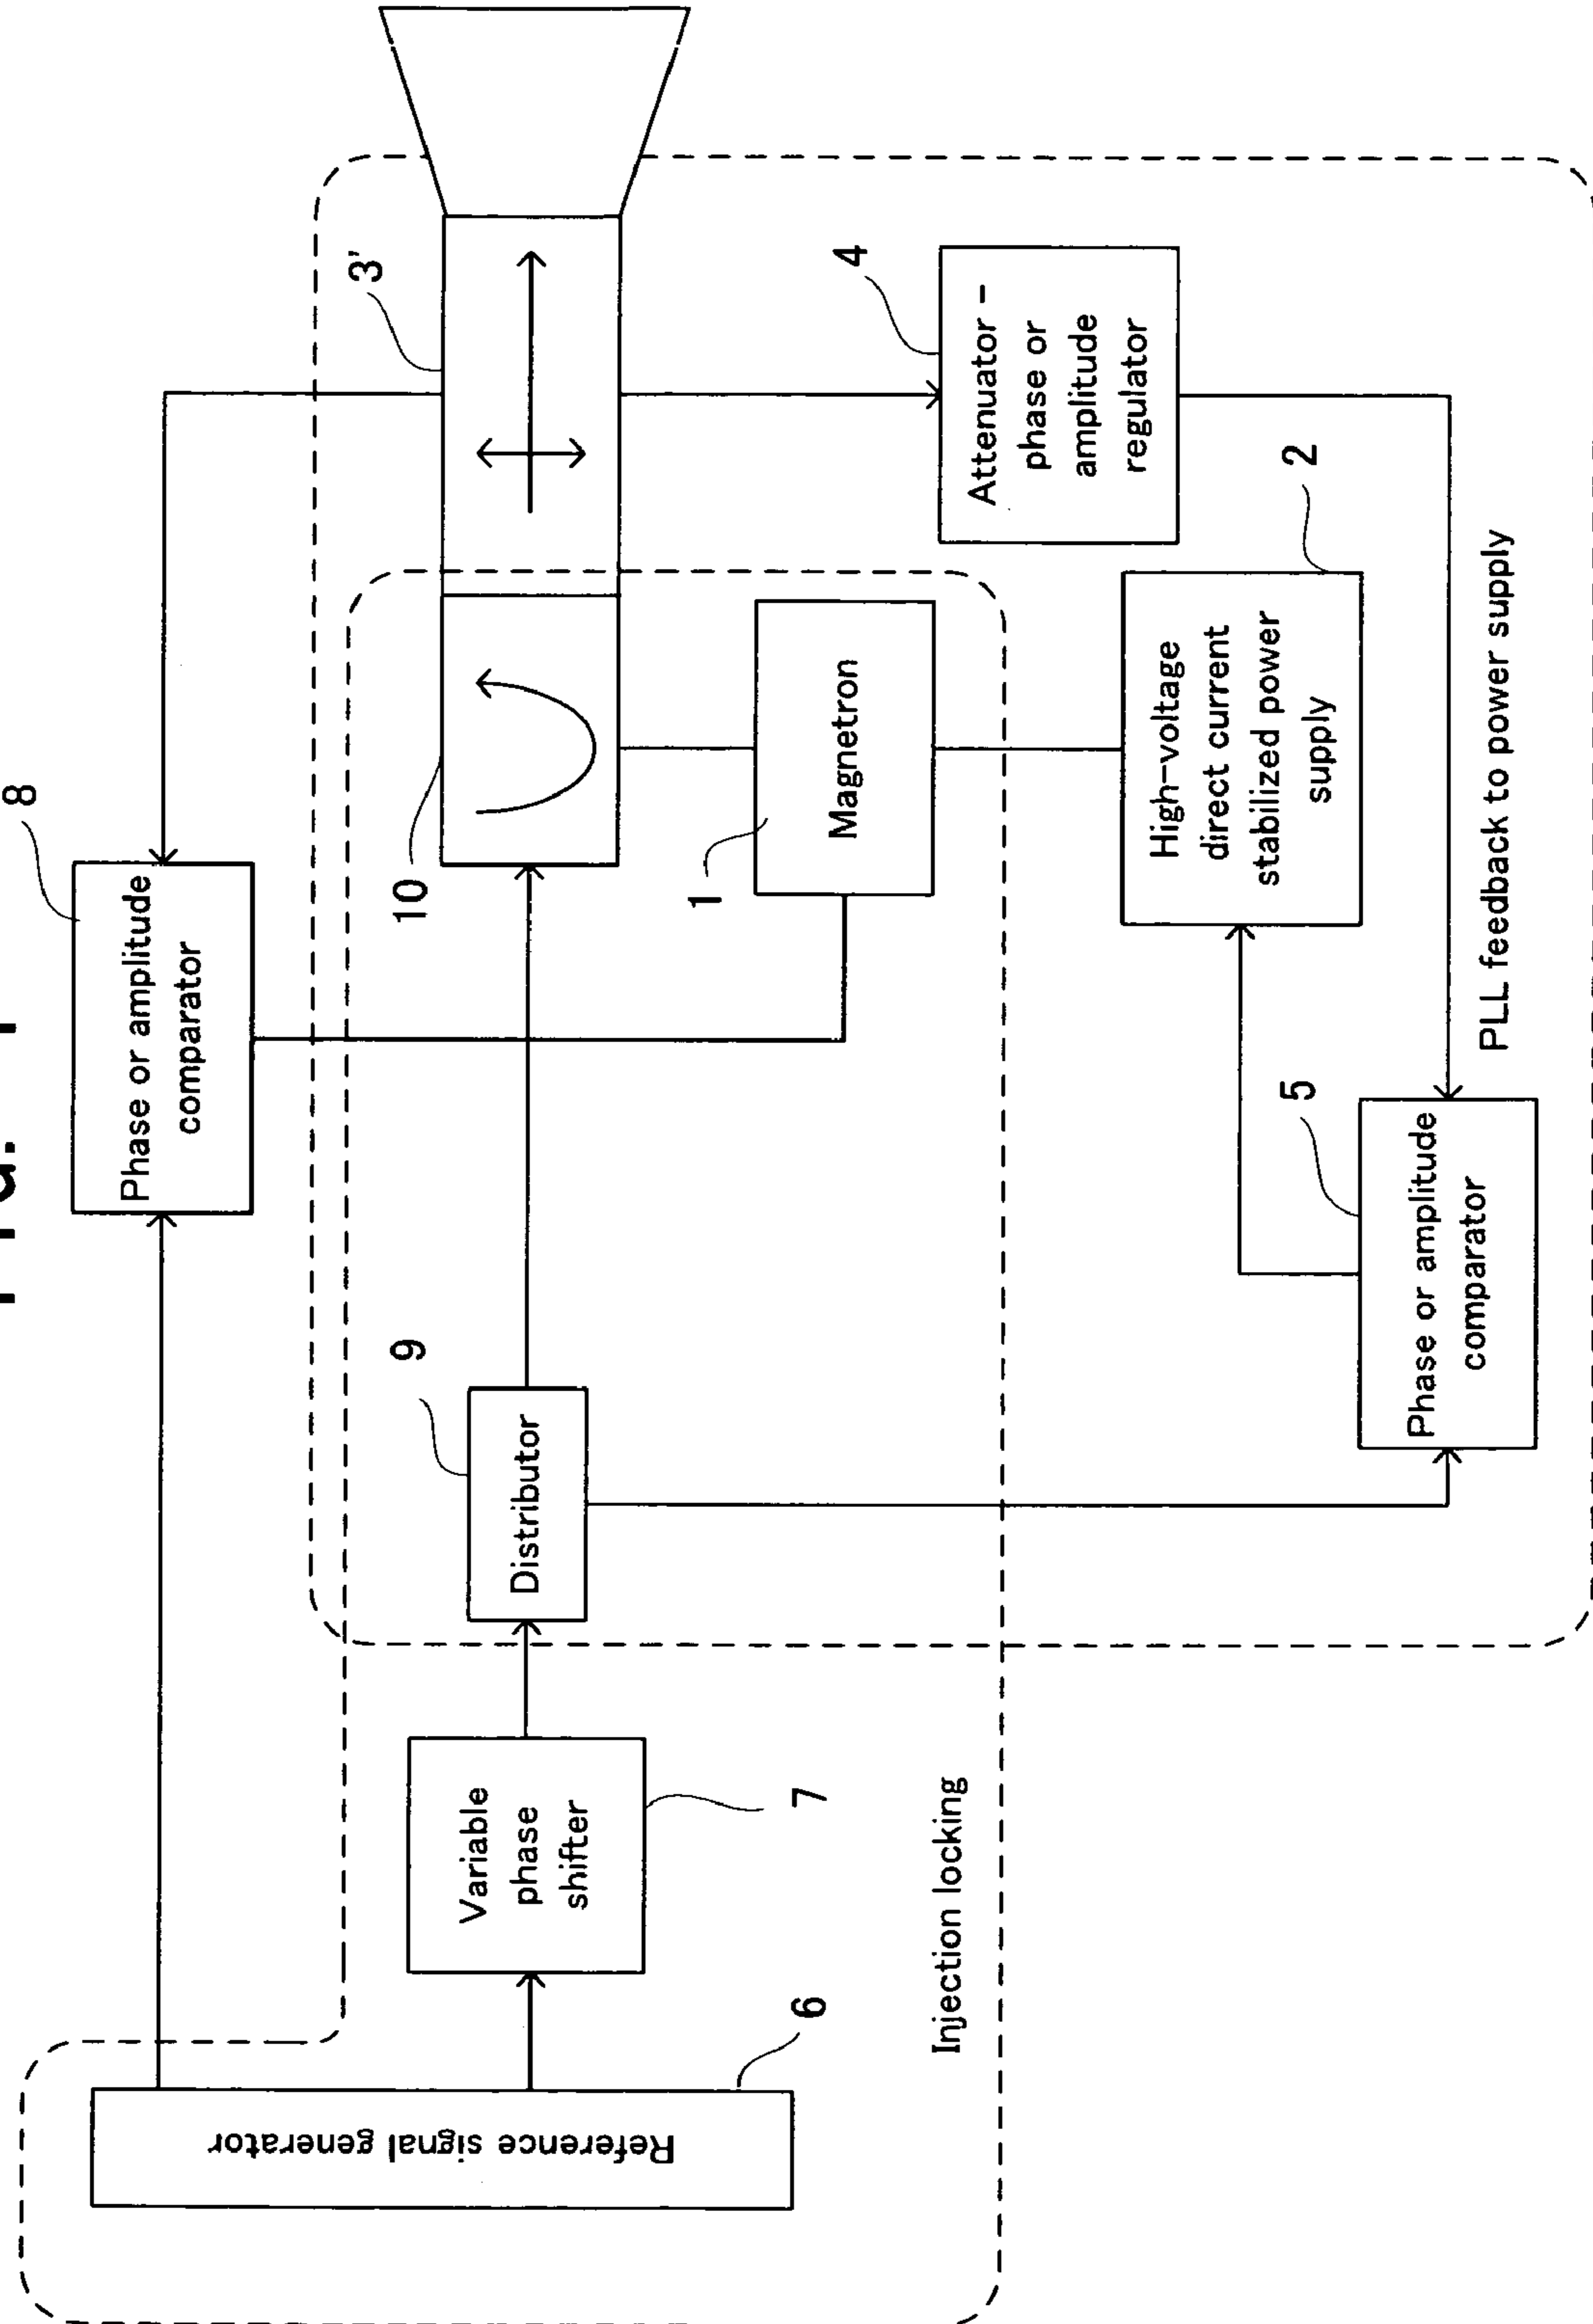 8
Phase or amplitude
comparator
Reference signal generator
6
Variable
phase
shifter
7
9
Distributor
10
3'
1
Magnetron
4
Attenuator -
phase or
amplitude
regulator
Injection locking
2
High-voltage
direct current
stabilized power
supply
5
Phase or amplitude
comparator
PLL feedback to power supply